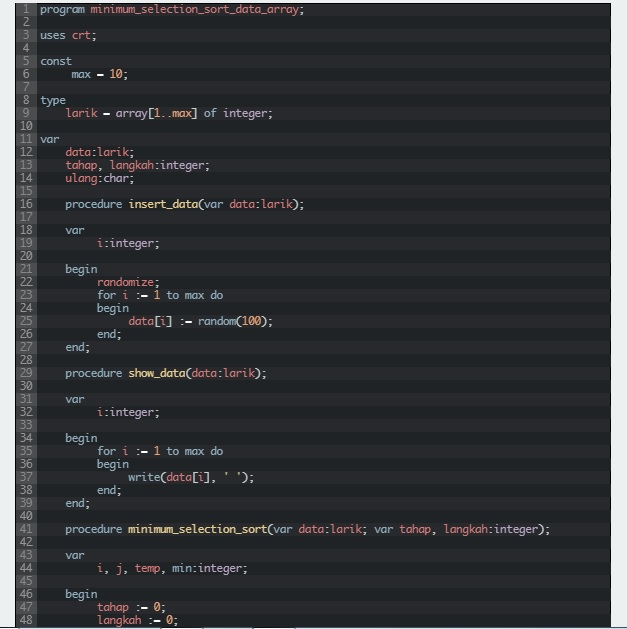 1 program minimum_selection_sort_data_array;
2
3 uses crt;
4
5 const
6 max = 10;
7
8 type
9 larik = array[1..max] of integer;
10
11 var
12 data:larik;
13 tahap, langkah:integer;
14 ulang:char;
15
16 procedure insert_data(var data:larik);
17
18 var
19 i:integer;
20
21 begin
22 randomize;
23 for i := 1 to max do
24 begin
25 data[i] := random(100);
26 end;
27 end;
28
29 procedure show_data(data:larik);
30
31 var
32 i:integer;
33
34 begin
35 for i := 1 to max do
36 begin
37 write(data[i], ' ');
38 end;
39 end;
40
41 procedure minimum_selection_sort(var data:larik; var tahap, langkah:integer);
42
43 var
44 i, j, temp, min:integer;
45
46 begin
47 tahap := 0;
48 langkah := 0;